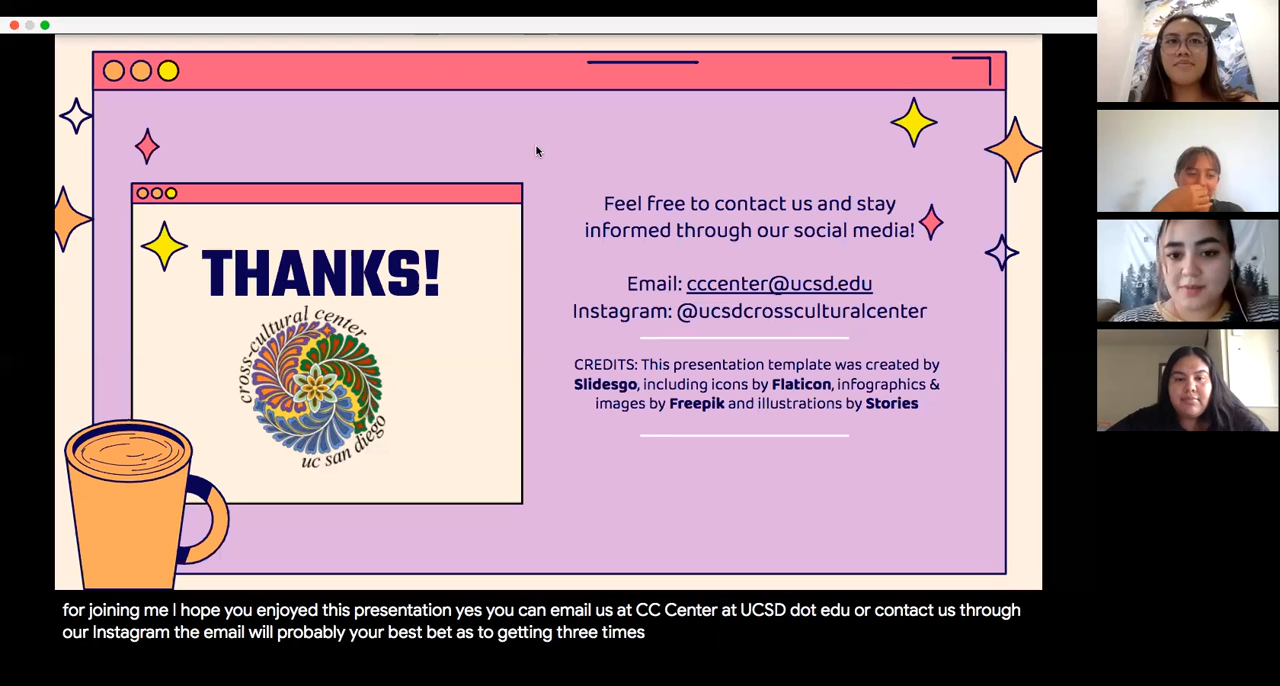 THANKS!
cross-cultural center
uc san diego
Feel free to contact us and stay
informed through our social media!
Email: cccenter@ucsd.edu
Instagram: @ucsdcrossculturalcenter
CREDITS: This presentation template was created by
Slidesgo, including icons by Flaticon, infographics &
images by Freepik and illustrations by Stories
for joining me I hope you enjoyed this presentation yes you can email us at CC Center at UCSD dot edu or contact us through
our Instagram the email will probably your best bet as to getting three times